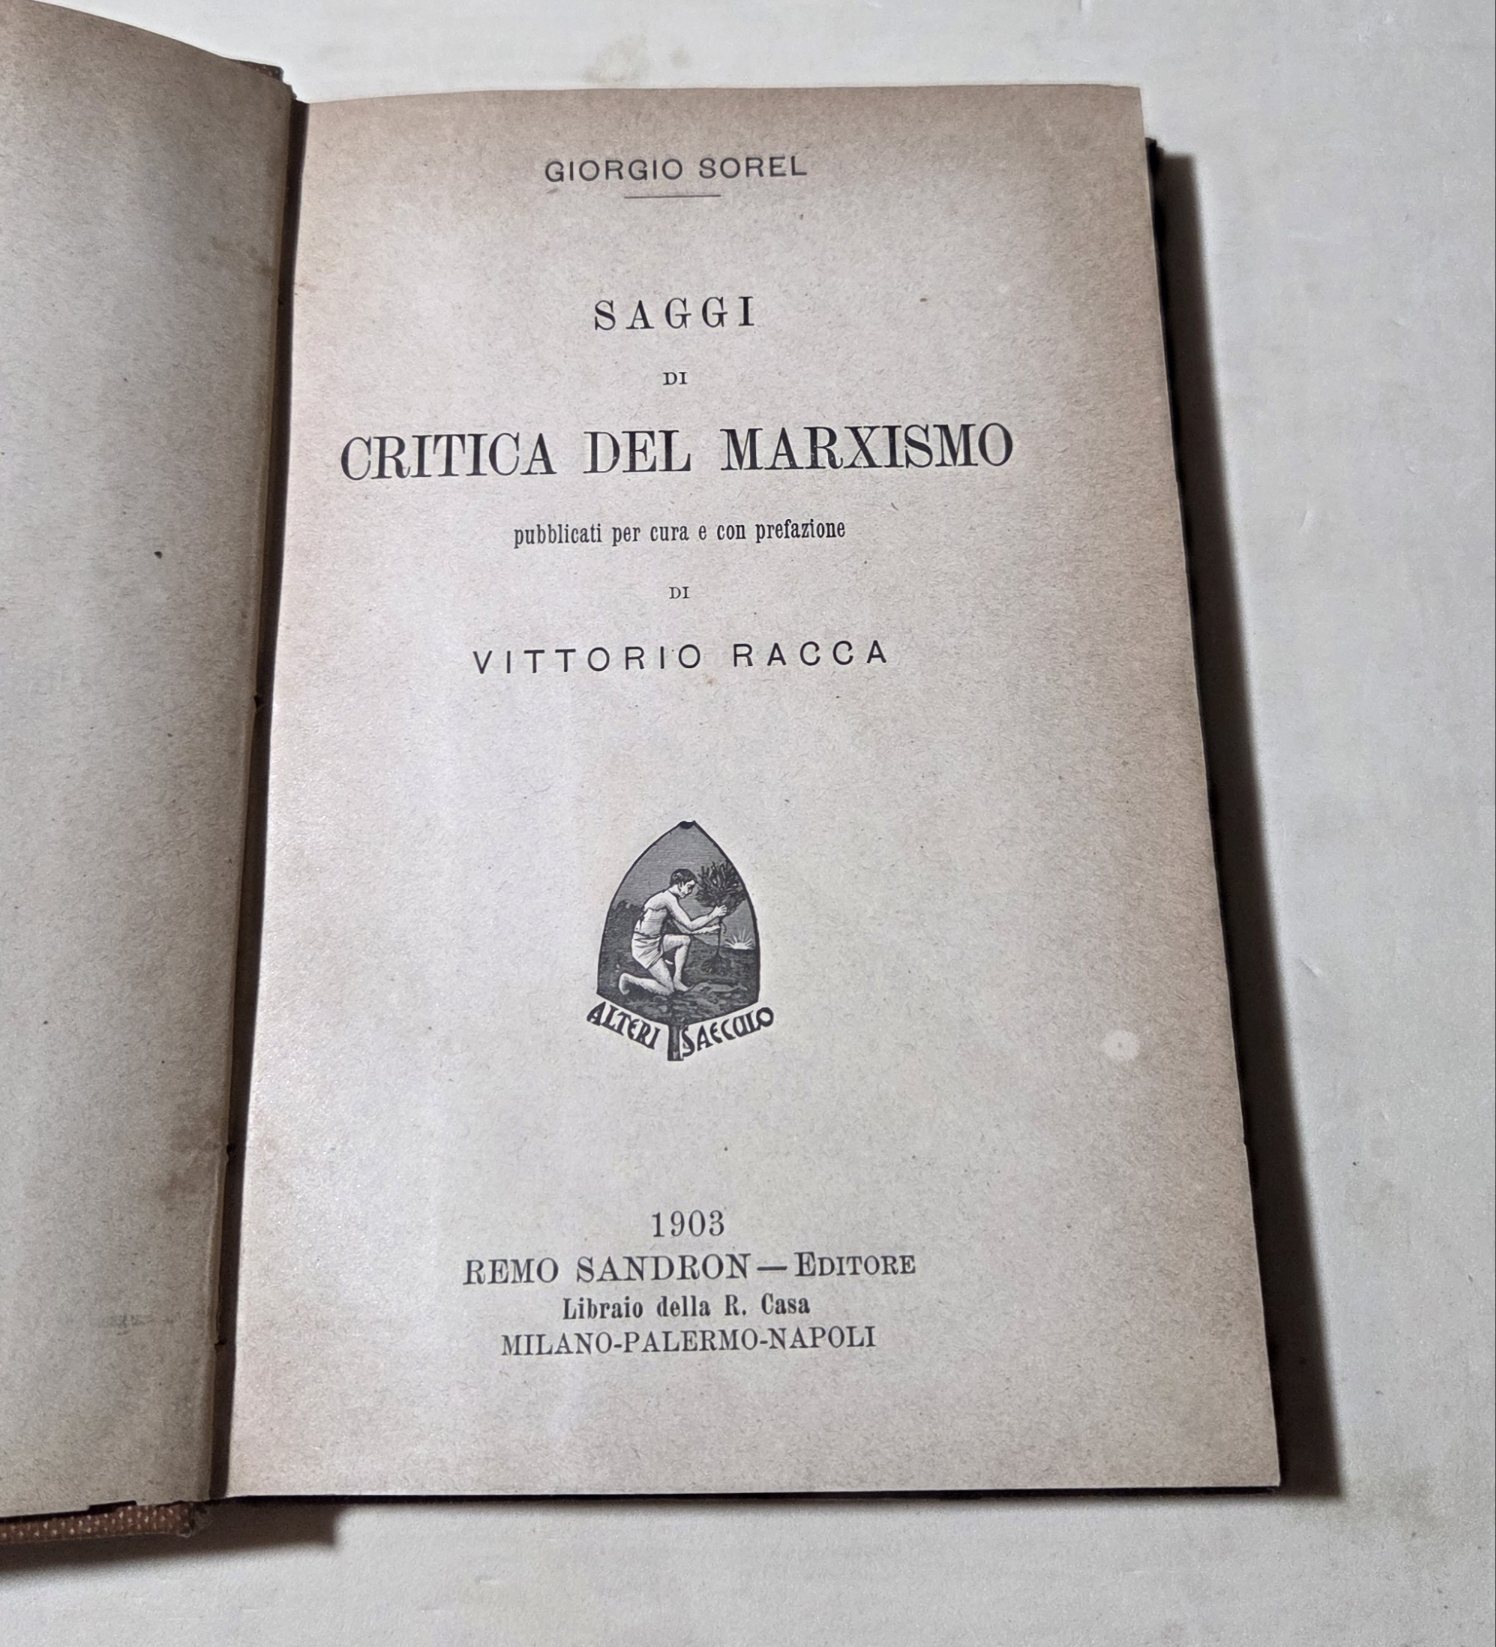 GIORGIO SOREL
SAGGI
DI
CRITICA DEL MARXISMO
pubblicati per cura e con prefazione
DI
VITTORIO RACCA
ALTERI SAECULO
1903
REMO SANDRON — EDITORE
Libraio della R. Casa
MILANO-PALERMO-NAPOLI